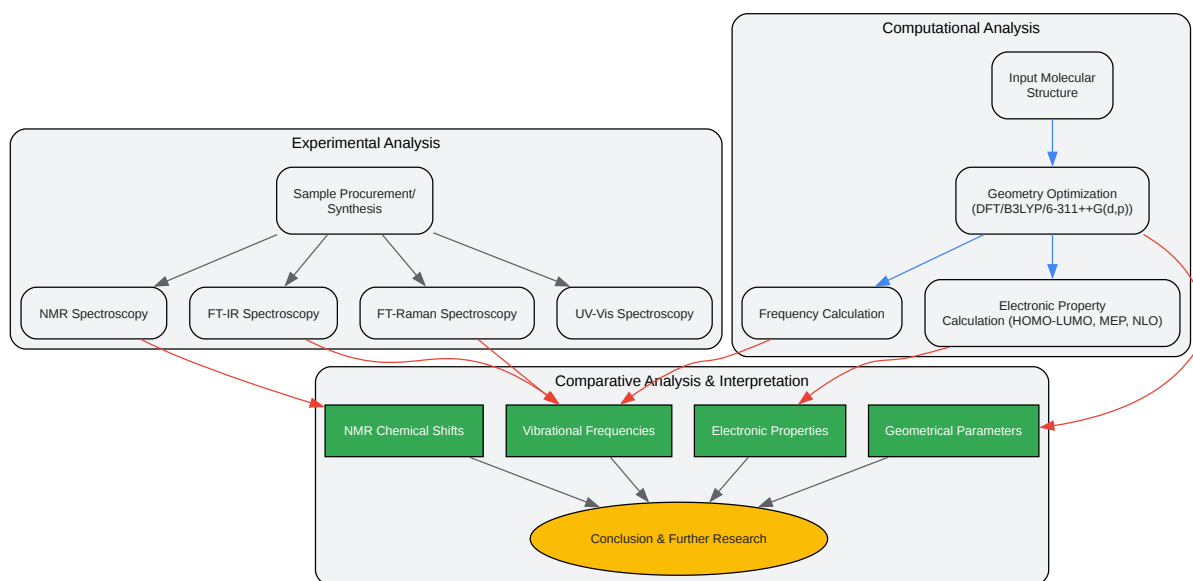 Computational Analysis
Input Molecular
Structure
Geometry Optimization
(DFT/B3LYP/6-311++G(d,p))
Frequency Calculation
Electronic Property
Calculation (HOMO-LUMO, MEP, NLO)
Experimental Analysis
Sample Procurement/
Synthesis
NMR Spectroscopy
FT-IR Spectroscopy
FT-Raman Spectroscopy
UV-Vis Spectroscopy
Comparative Analysis & Interpretation
NMR Chemical Shifts
Vibrational Frequencies
Electronic Properties
Geometrical Parameters
Conclusion & Further Research